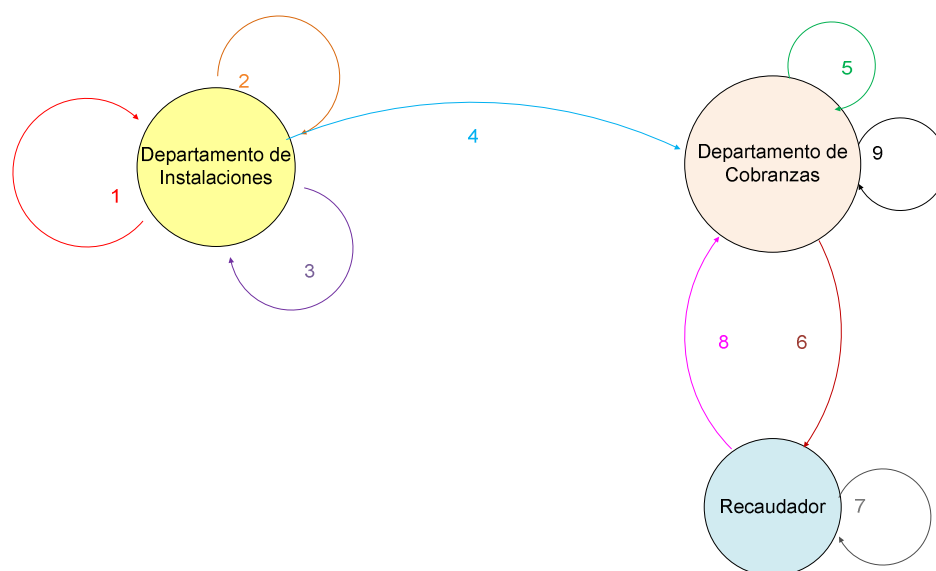 2
5
4
Departamento de
Instalaciones
Departamento de
Cobranzas
9
1
3
8
6
Recaudador
7